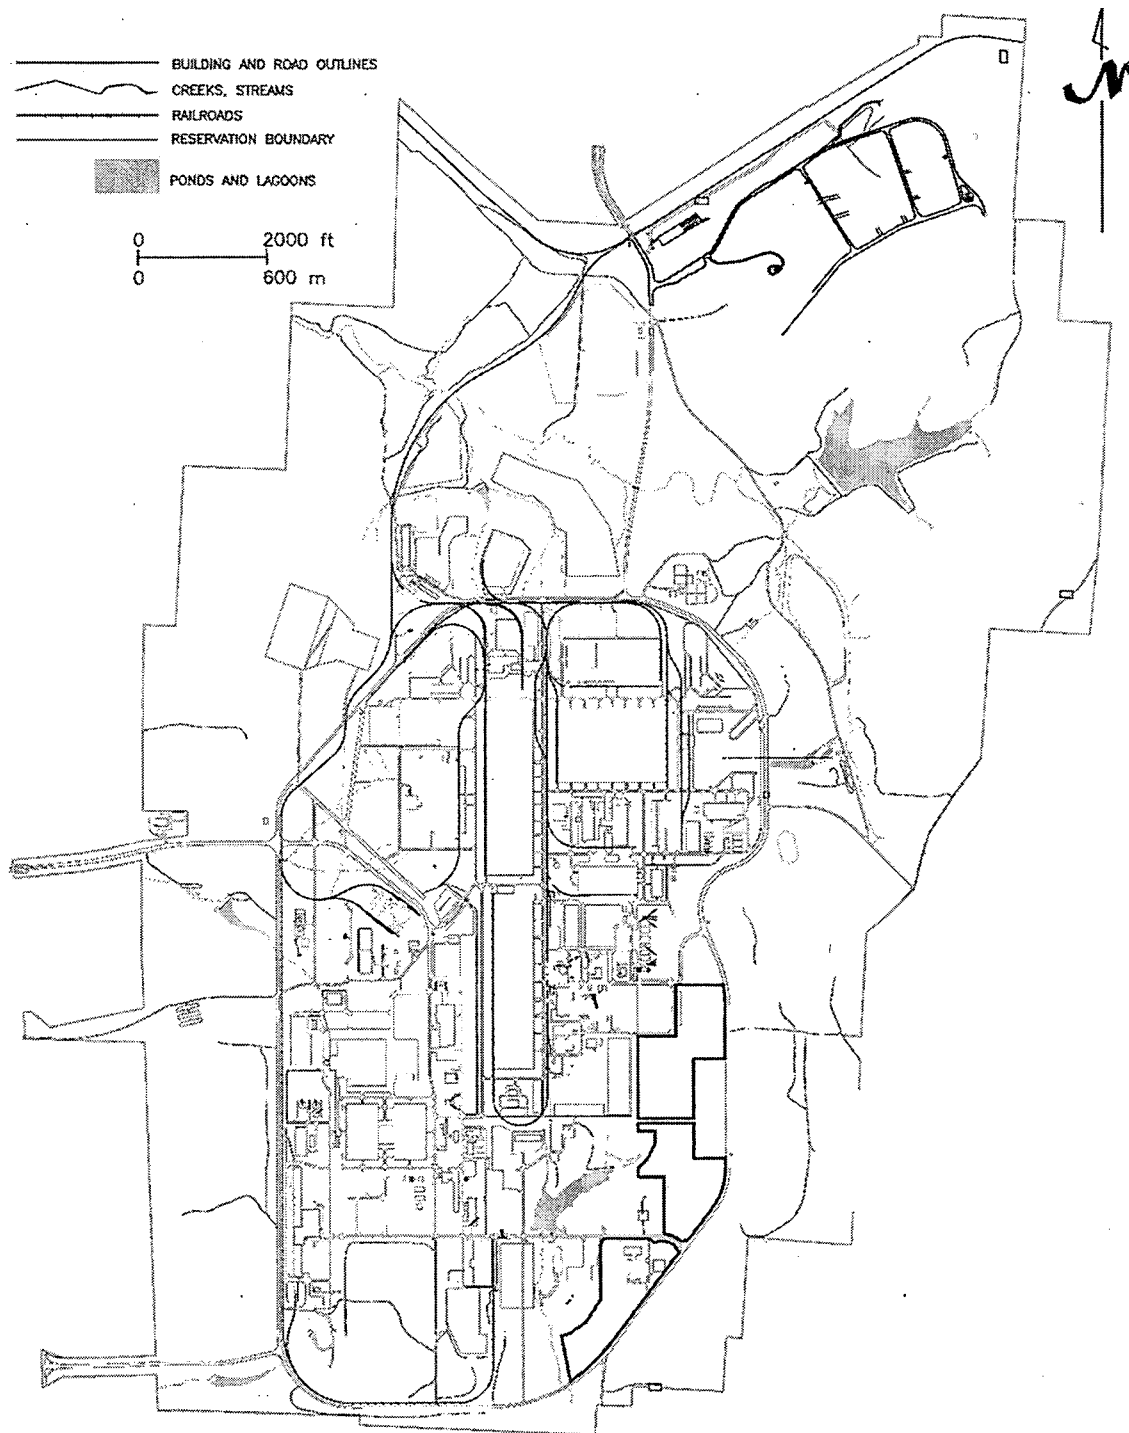 BUILDING AND ROAD OUTLINES
CREEKS, STREAMS
RAILROADS
RESERVATION BOUNDARY
PONDS AND LAGOONS
0 2000 ft
0 600 m
N